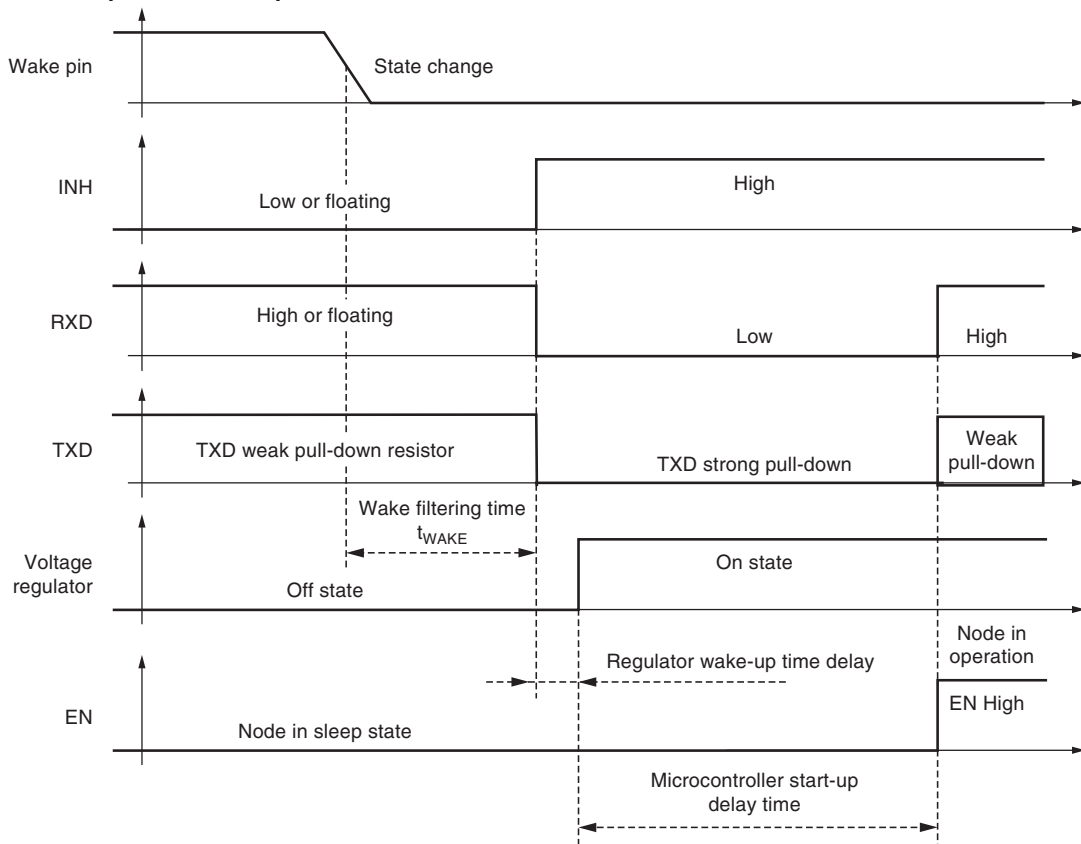 Wake pin
State change
INH
Low or floating
High
RXD
High or floating
Low
High
TXD
TXD weak pull-down resistor
TXD strong pull-down
Weak
pull-down
Wake filtering time
tWAKE
Voltage
regulator
Off state
On state
Regulator wake-up time delay
Node in
operation
EN
Node in sleep state
EN High
Microcontroller start-up
delay time